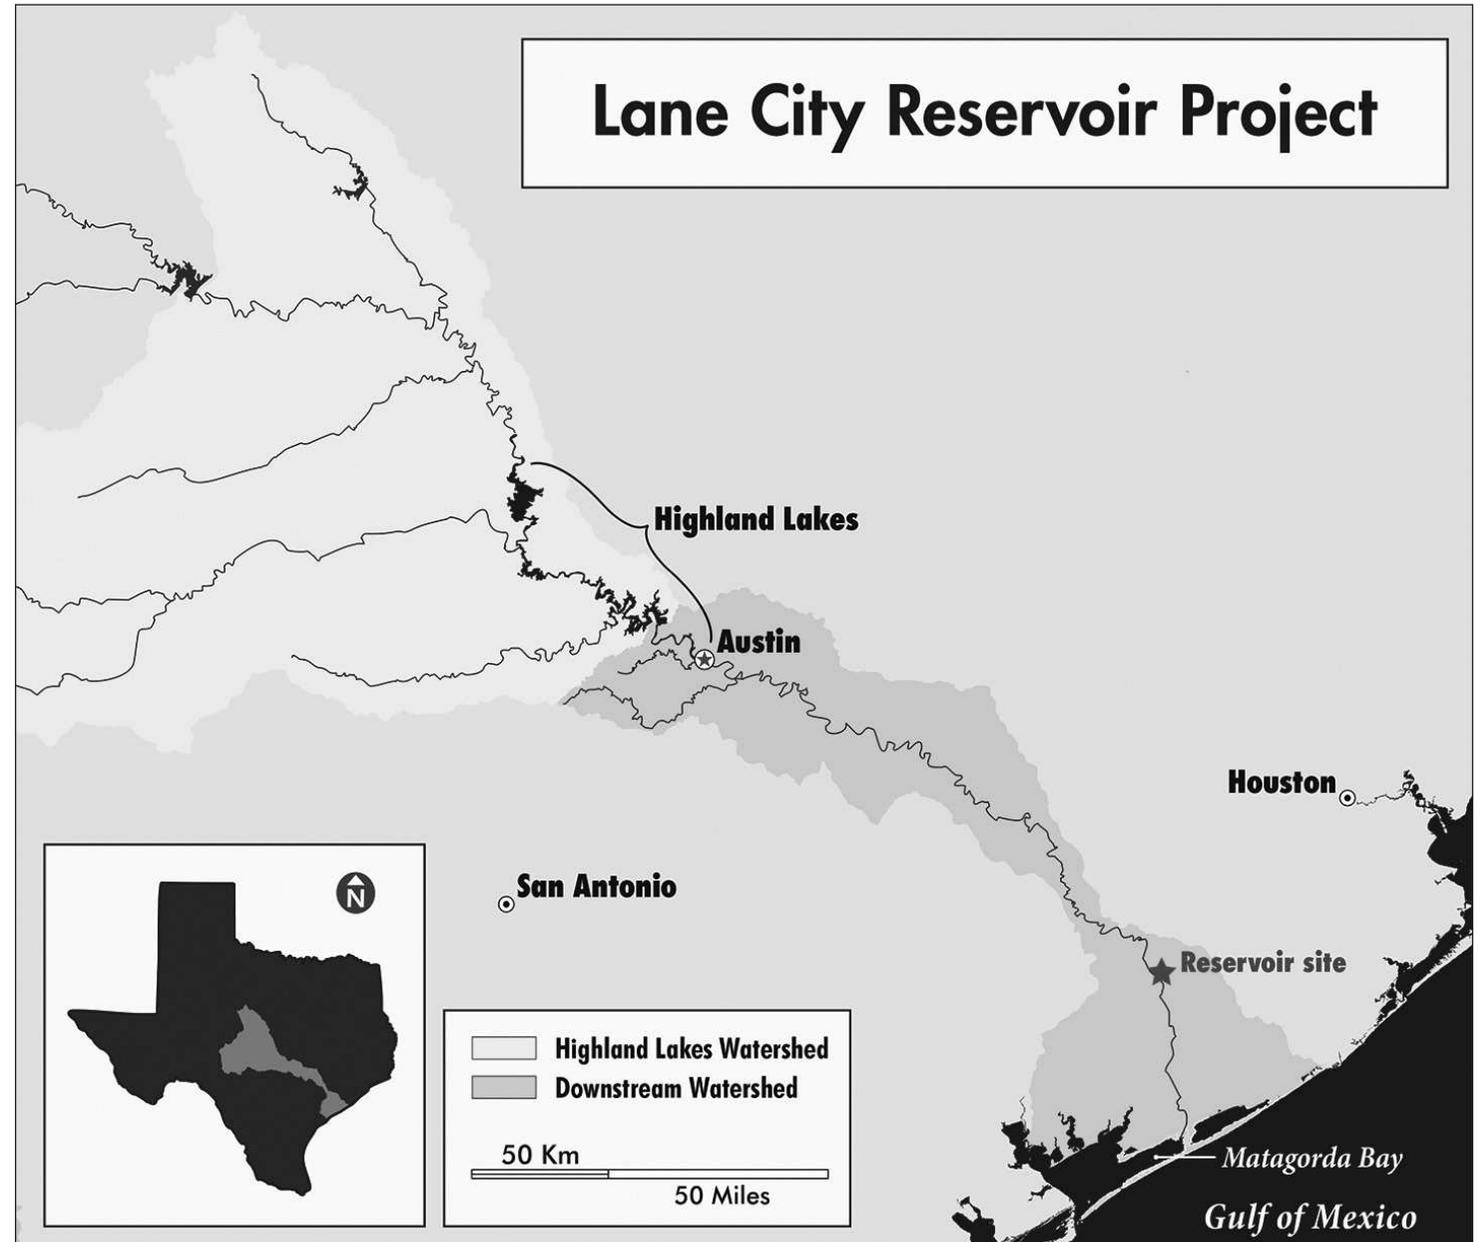 Lane City Reservoir Project
Highland Lakes
Austin
Houston
San Antonio
N
Reservoir site
Highland Lakes Watershed
Downstream Watershed
50 Km
50 Miles
Matagorda Bay
Gulf of Mexico